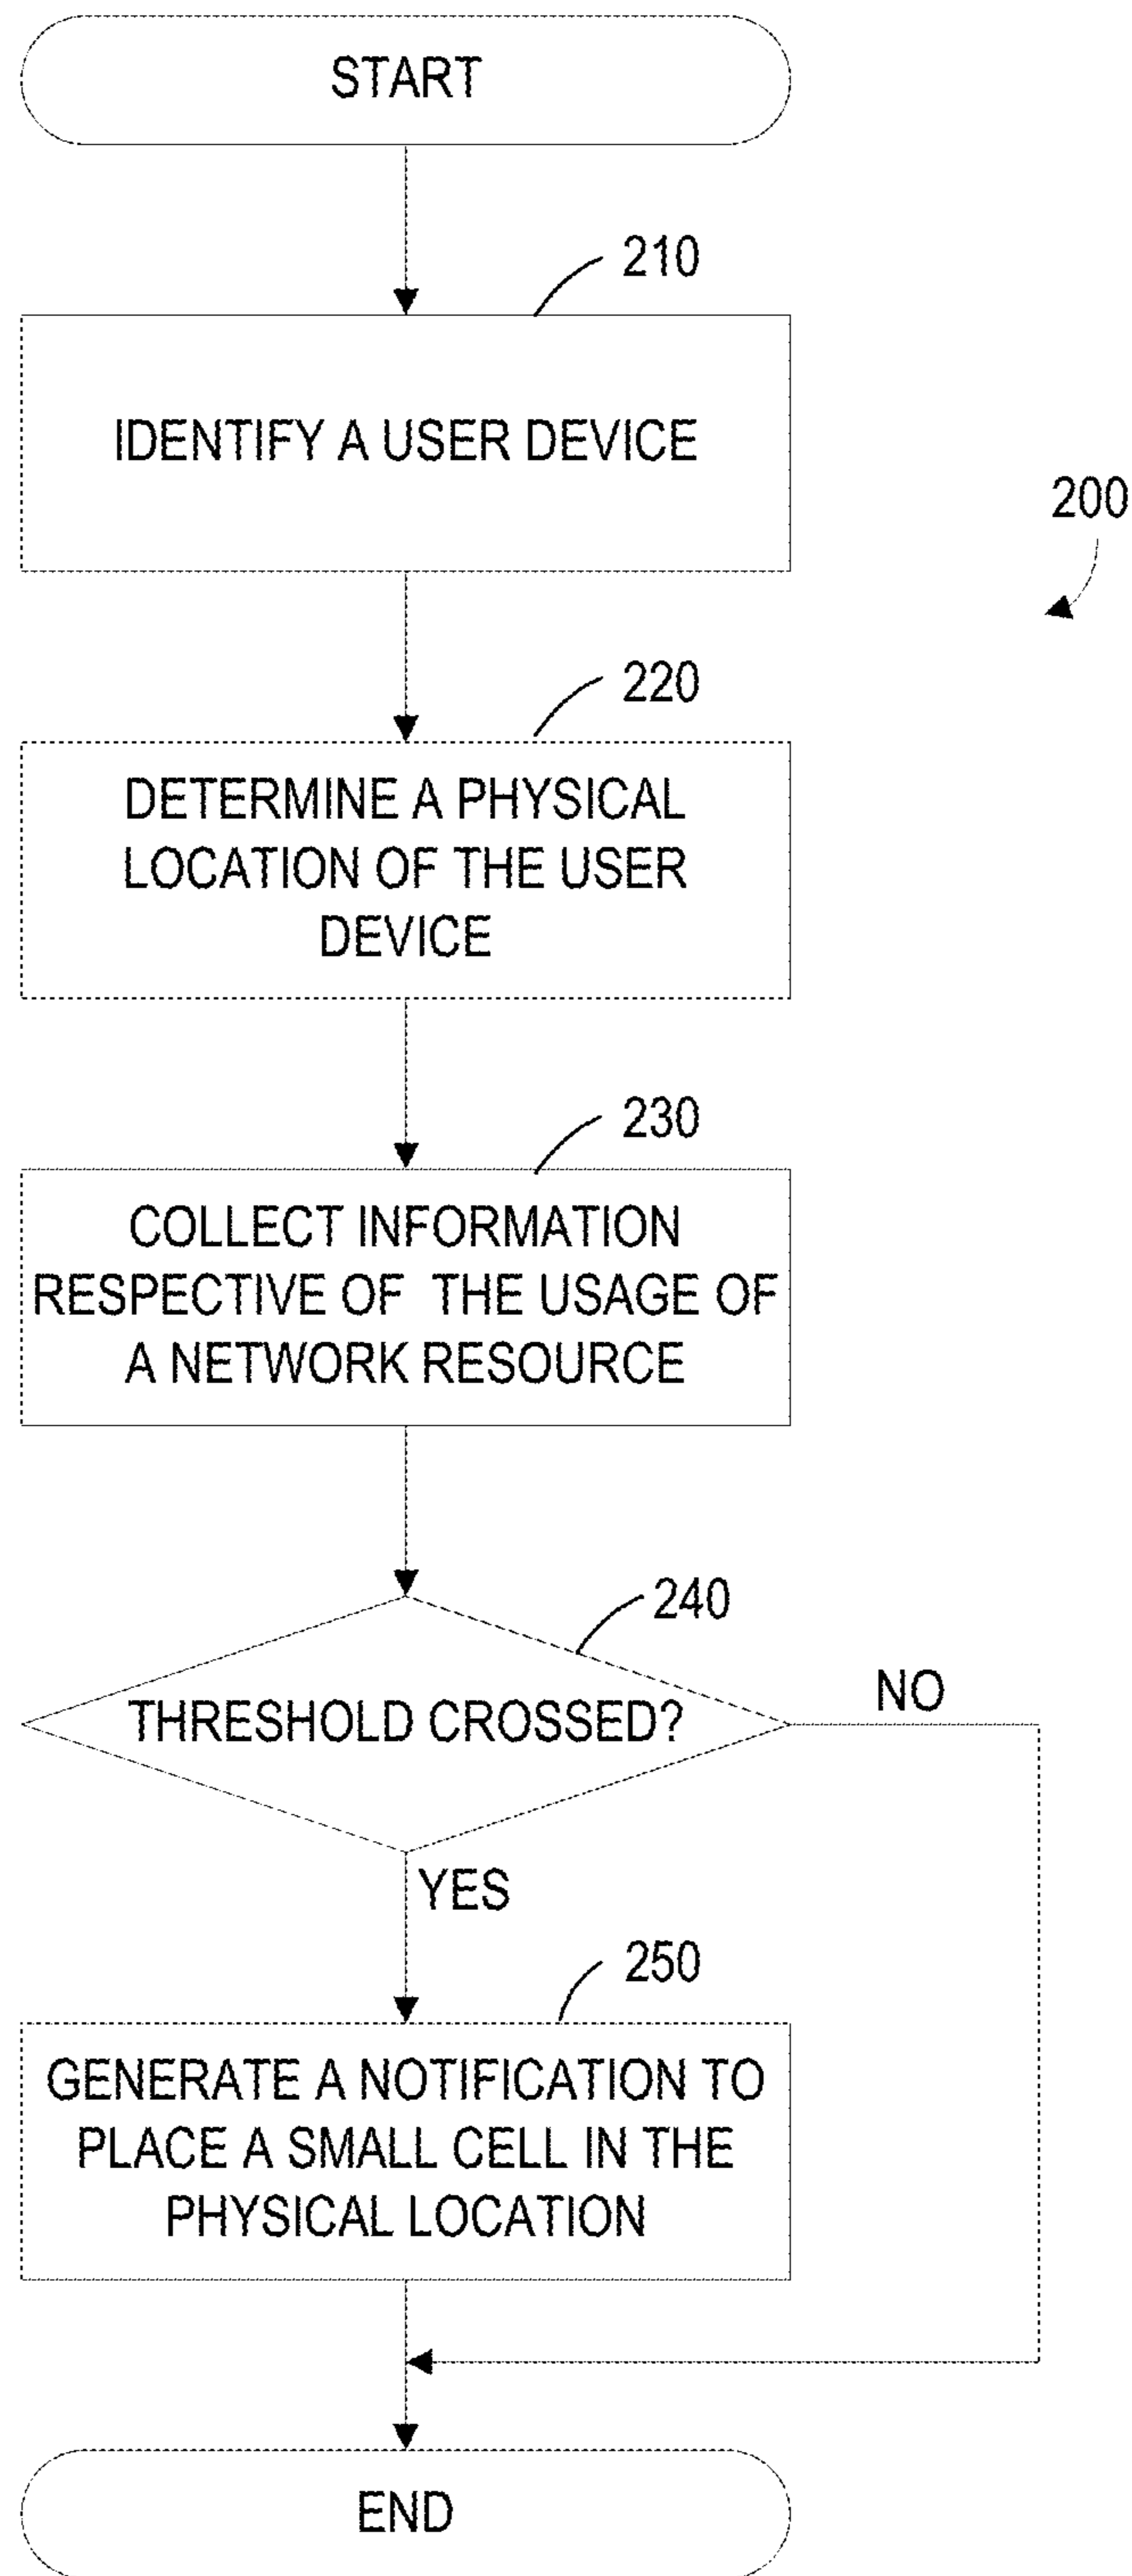 START
210
IDENTIFY A USER DEVICE
200
220
DETERMINE A PHYSICAL
LOCATION OF THE USER
DEVICE
230
COLLECT INFORMATION
RESPECTIVE OF THE USAGE OF
A NETWORK RESOURCE
240
THRESHOLD CROSSED?
NO
YES
250
GENERATE A NOTIFICATION TO
PLACE A SMALL CELL IN THE
PHYSICAL LOCATION
END